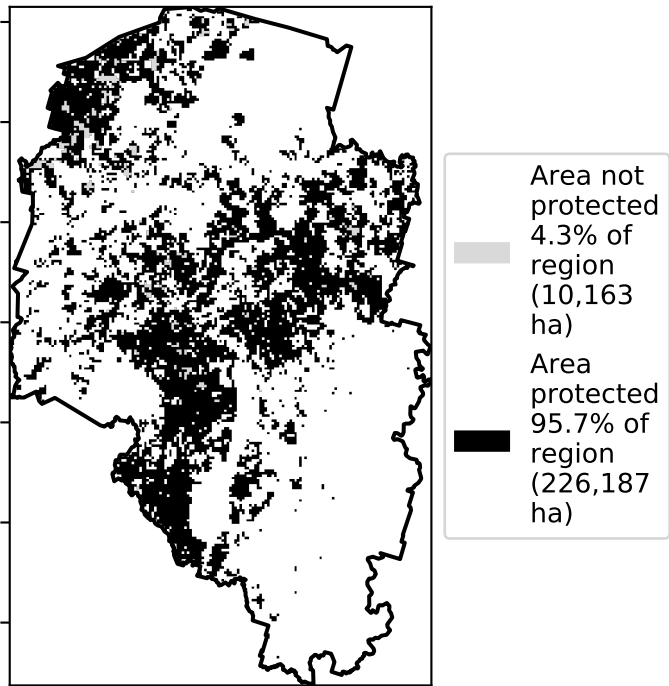 Area not
protected
4.3% of
region
(10,163
ha)
Area
protected
95.7% of
region
(226,187
ha)